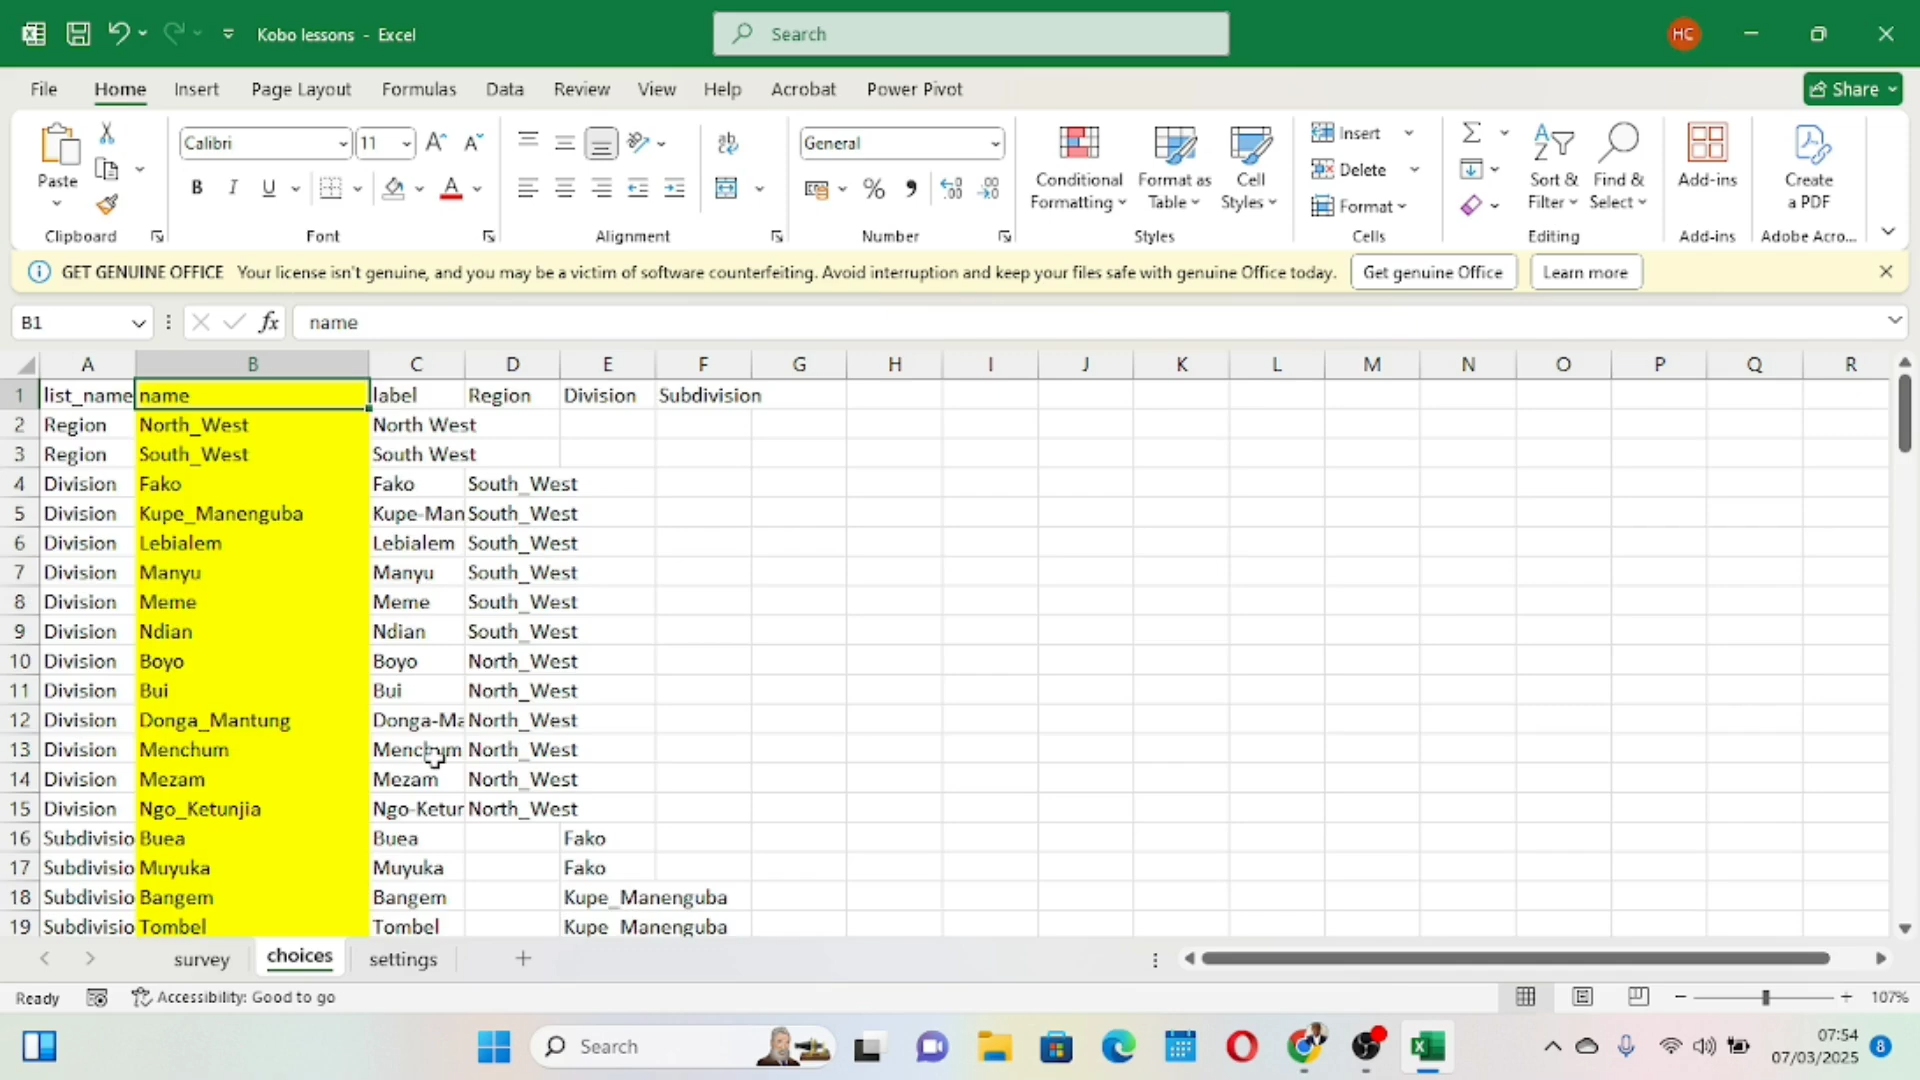 Kobo lessons - Excel
Search
HC
File Home Insert Page Layout Formulas Data Review View Help Acrobat Power Pivot
Share
Paste
Clipboard
Calibri 11
B I U A
Font
Alignment
General
Number
Conditional Formatting
Format as Table
Cell Styles
Styles
Insert
Delete
Format
Cells
Sort & Filter
Find & Select
Editing
Add-ins
Add-ins
Create a PDF
Adobe Acro...
GET GENUINE OFFICE Your license isn't genuine, and you may be a victim of software counterfeiting. Avoid interruption and keep your files safe with genuine Office today. Get genuine Office Learn more
B1 fx name
A B C D E F G H I J K L M N O P Q R
1 list_name name label Region Division Subdivision
2 Region North_West North West
3 Region South_West South West
4 Division Fako Fako South_West
5 Division Kupe_Manenguba Kupe-Man South_West
6 Division Lebialem Lebialem South_West
7 Division Manyu Manyu South_West
8 Division Meme Meme South_West
9 Division Ndian Ndian South_West
10 Division Boyo Boyo North_West
11 Division Bui Bui North_West
12 Division Donga_Mantung Donga-Ma North_West
13 Division Menchum Menchum North_West
14 Division Mezam Mezam North_West
15 Division Ngo_Ketunjia Ngo-Ketur North_West
16 Subdivisio Buea Buea Fako
17 Subdivisio Muyuka Muyuka Fako
18 Subdivisio Bangem Bangem Kupe_Manenguba
19 Subdivisio Tombel Tombel Kupe_Manenguba
survey choices settings
Ready Accessibility: Good to go 107%
Search
07:54
07/03/2025
8